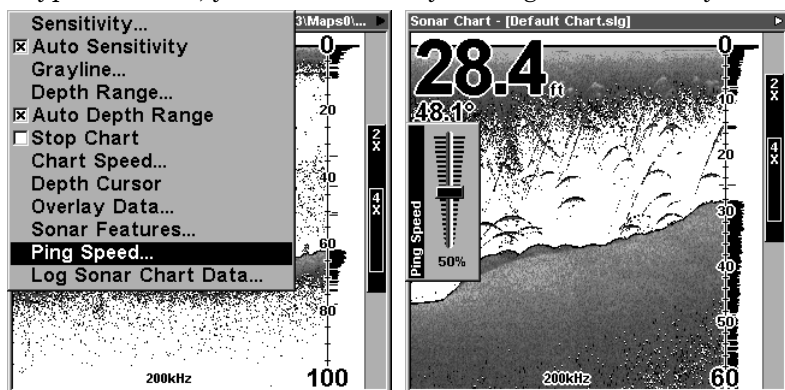 Sensitivity...
Auto Sensitivity
Grayline...
Depth Range...
Auto Depth Range
Stop Chart
Chart Speed...
Depth Cursor
Overlay Data...
Sonar Features...
Ping Speed...
Log Sonar Chart Data...
3\Maps0\...
0
20
40
60
80
100
2X
4X
200kHz
Sonar Chart - [Default Chart.slg]
28.4ft
48.1°
Ping Speed
50%
0
10
20
30
40
50
60
2X
4X
200kHz